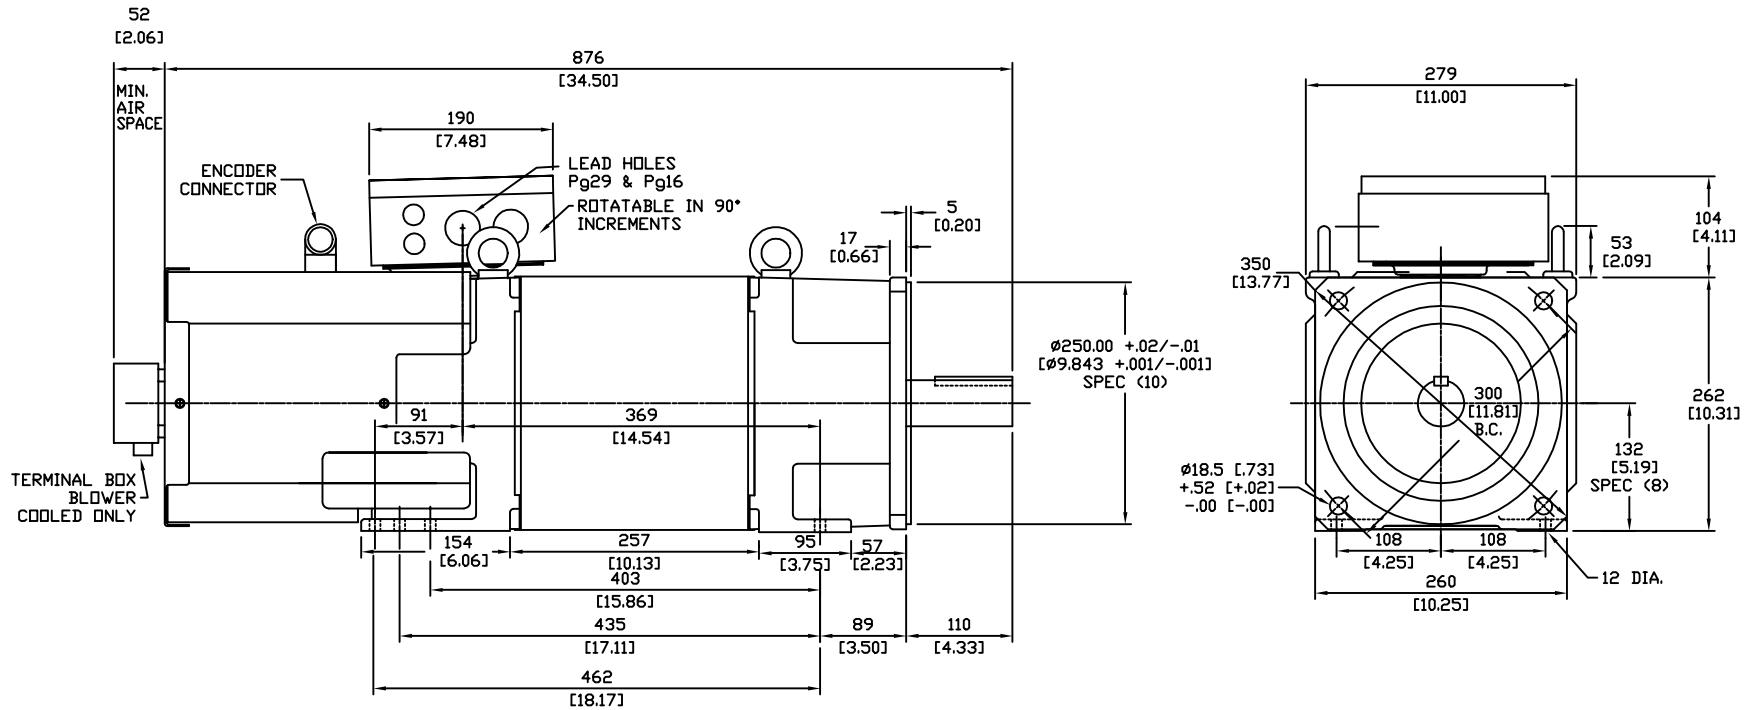 52
[2.06]
876
[34.50]
MIN.
AIR
SPACE
190
[7.48]
ENCODER
CONNECTOR
LEAD HOLES
Pg29 & Pg16
ROTATABLE IN 90°
INCREMENTS
5
[0.20]
17
[0.66]
Ø250.00 +.02/-.01
[Ø9.843 +.001/-.001]
SPEC (10)
91
[3.57]
369
[14.54]
TERMINAL BOX
BLOWER
COOLED ONLY
154
[6.06]
257
[10.13]
95
[3.75]
57
[2.23]
403
[15.86]
435
[17.11]
89
[3.50]
110
[4.33]
462
[18.17]
279
[11.00]
104
[4.11]
53
[2.09]
350
[13.77]
262
[10.31]
300
[11.81]
B.C.
132
[5.19]
SPEC (8)
Ø18.5 [.73]
+.52 [+.02]
-.00 [-.00]
108
[4.25]
108
[4.25]
260
[10.25]
12 DIA.